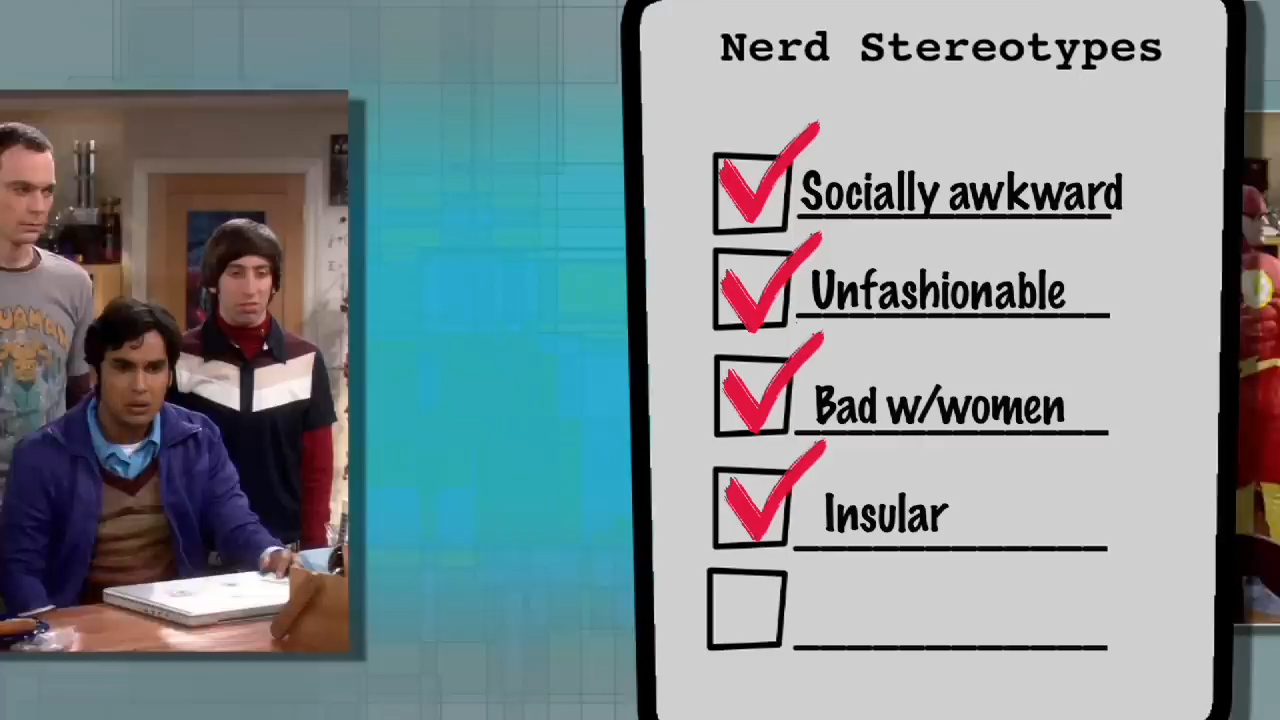 Nerd Stereotypes
Socially awkward
Unfashionable
Bad w/women
Insular